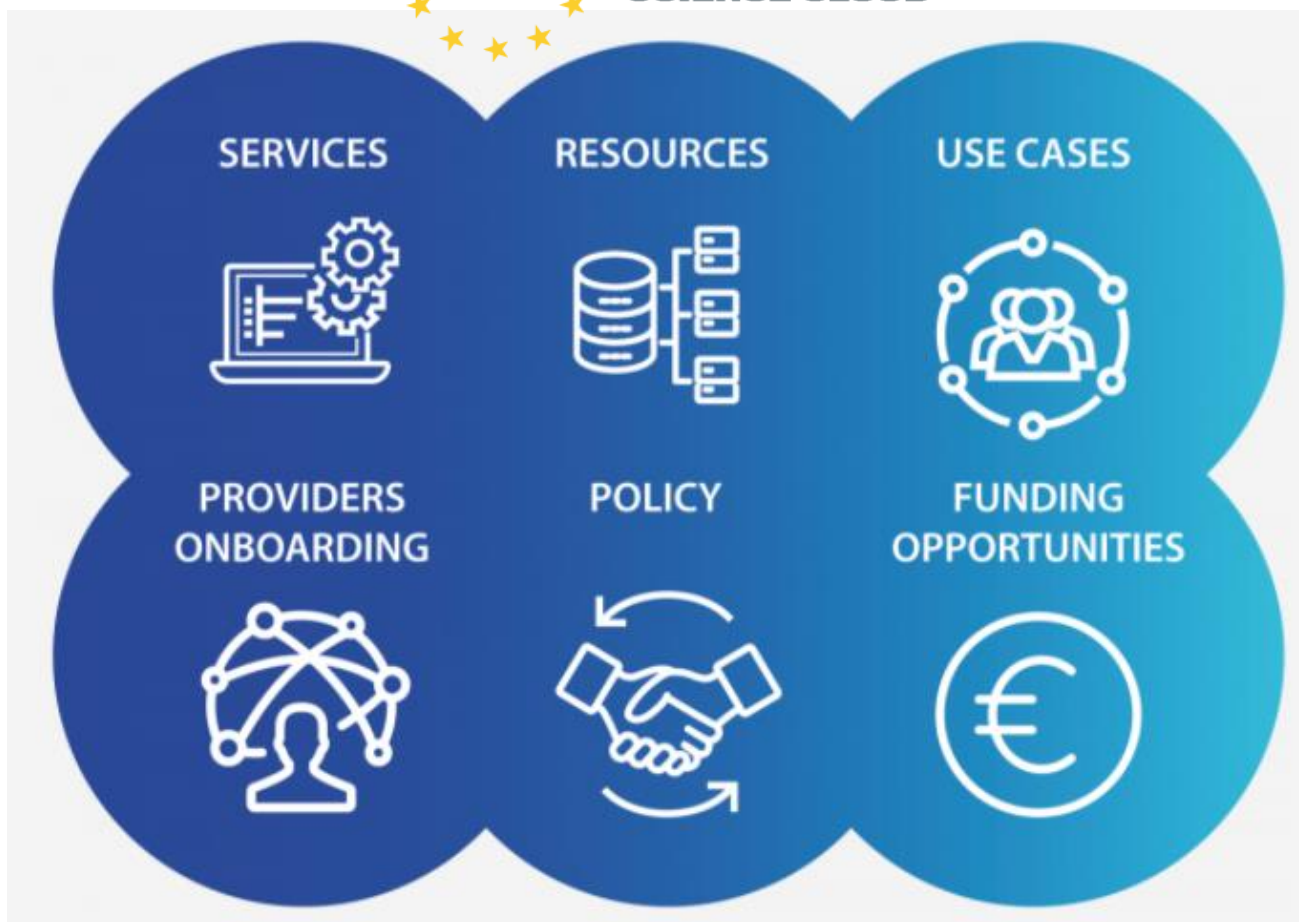 SERVICES
RESOURCES
USE CASES
PROVIDERS
ONBOARDING
POLICY
FUNDING
OPPORTUNITIES